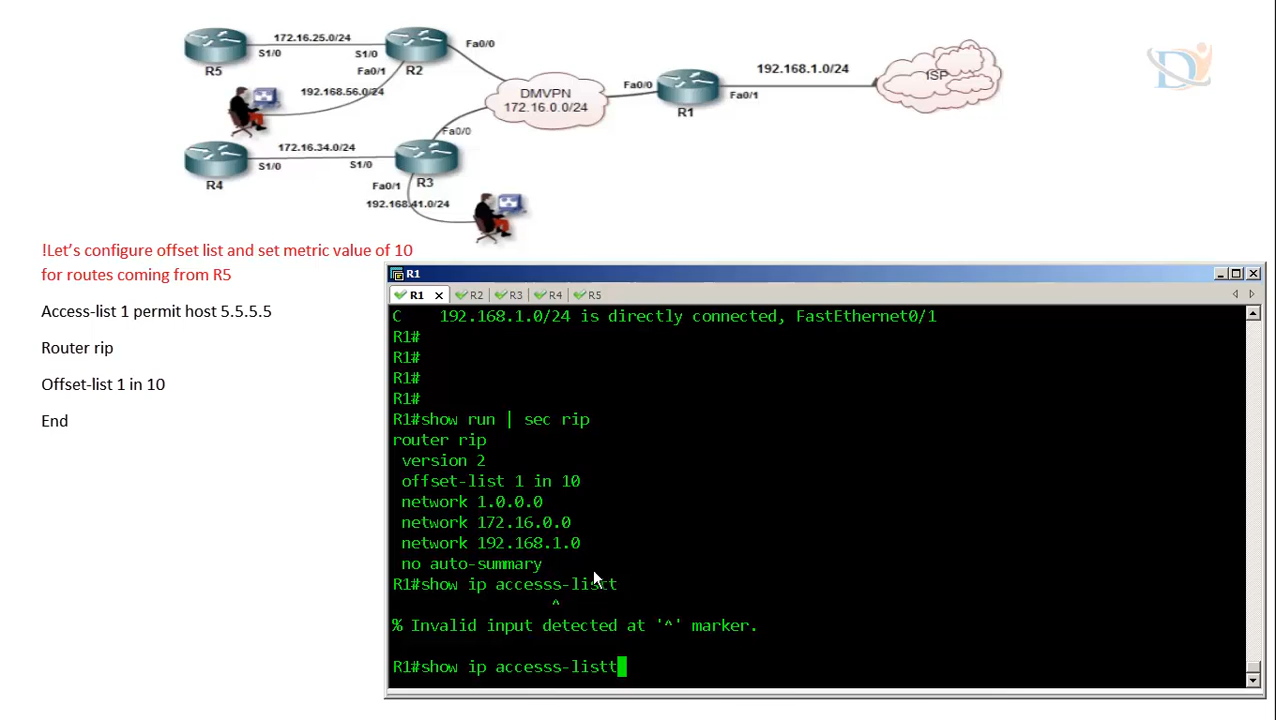 172.16.25.0/24
S1/0
S1/0
R5
R2
Fa0/0
Fa0/1
192.168.56.0/24
DMVPN
172.16.0.0/24
Fa0/0
R1
Fa0/1
192.168.1.0/24
ISP
Fa0/0
172.16.34.0/24
S1/0
S1/0
R4
R3
Fa0/1
192.168.41.0/24
!Let's configure offset list and set metric value of 10
for routes coming from R5
Access-list 1 permit host 5.5.5.5
Router rip
Offset-list 1 in 10
End
R1
R1 R2 R3 R4 R5
C 192.168.1.0/24 is directly connected, FastEthernet0/1
R1#
R1#
R1#
R1#
R1#show run | sec rip
router rip
version 2
offset-list 1 in 10
network 1.0.0.0
network 172.16.0.0
network 192.168.1.0
no auto-summary
R1#show ip accesss-listt
^
% Invalid input detected at '^' marker.
R1#show ip accesss-listt